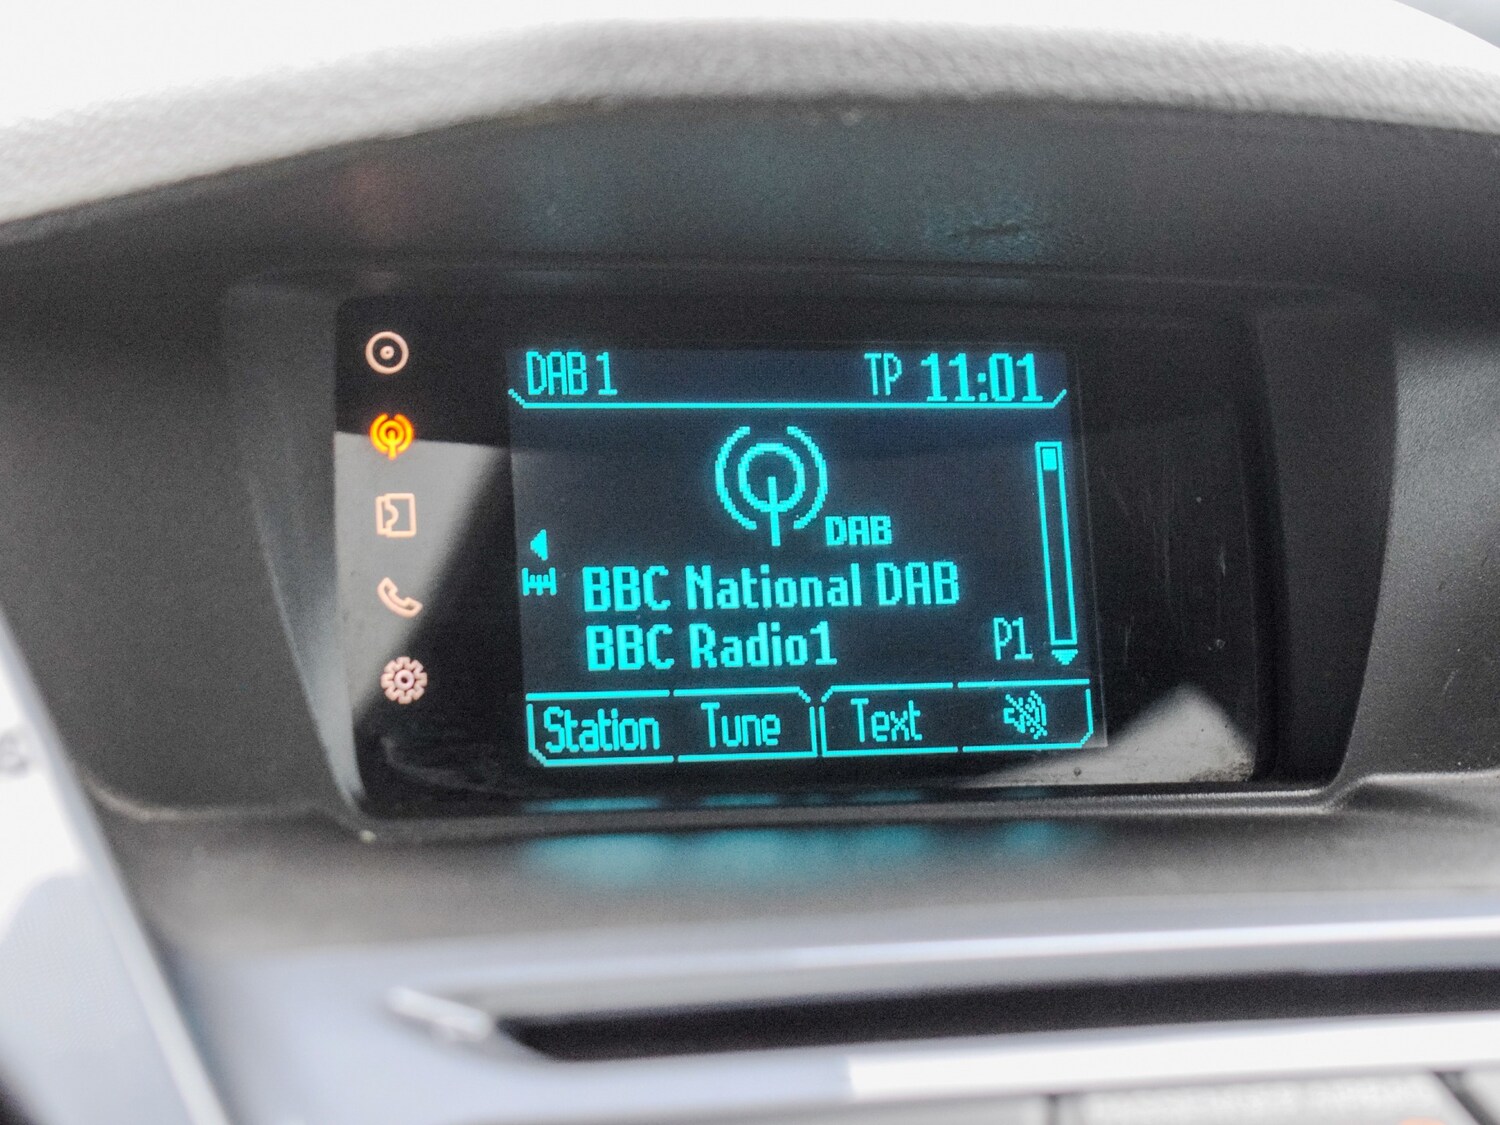 DAB 1 TP 11:01
DAB
BBC National DAB
BBC Radio1 P1
Station Tune Text